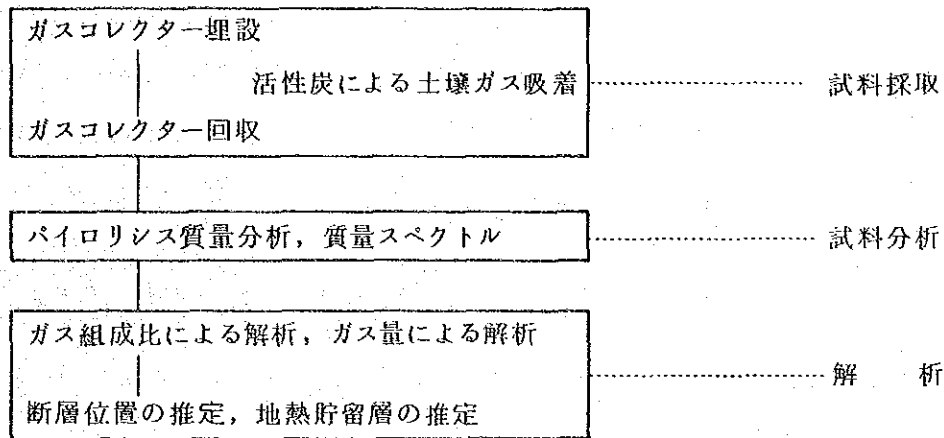 ガスコレクター埋設
活性炭による土壌ガス吸着 試料採取
ガスコレクター回収
パイロリシス質量分析,質量スペクトル 試料分析
ガス組成比による解析,ガス量による解析
解 析
断層位置の推定,地熱貯留層の推定